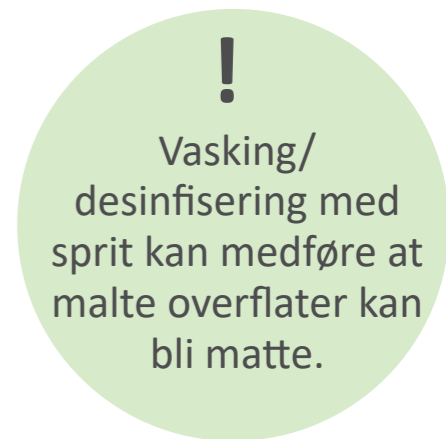 !
Vasking/
desinfisering med
sprit kan medføre at
malte overflater kan
bli matte.